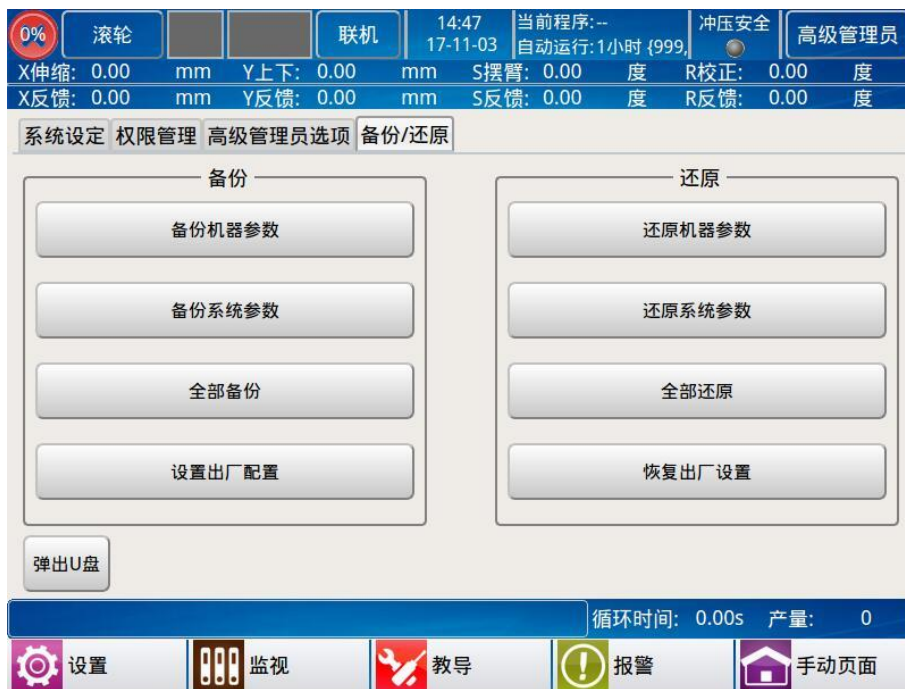 0% 滚轮 联机 14:47 当前程序:-- 冲压安全 高级管理员
17-11-03 自动运行:1小时 {999,
X伸缩: 0.00 mm Y上下: 0.00 mm S摆臂: 0.00 度 R校正: 0.00 度
X反馈: 0.00 mm Y反馈: 0.00 mm S反馈: 0.00 度 R反馈: 0.00 度
系统设定 权限管理 高级管理员选项 备份/还原
备份 还原
备份机器参数 还原机器参数
备份系统参数 还原系统参数
全部备份 全部还原
设置出厂配置 恢复出厂设置
弹出U盘
循环时间: 0.00s 产量: 0
设置 监视 教导 报警 手动页面